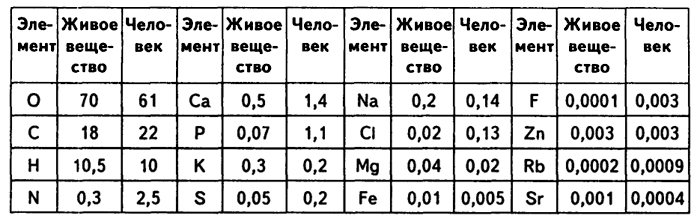 Эле- Живое Чело- Эле- Живое Чело- Эле- Живое Чело- Эле- Живое Чело-
мент веще- век мент веще- век мент веще- век мент веще- век
ство ство ство ство
O 70 61 Ca 0,5 1,4 Na 0,2 0,14 F 0,0001 0,003
C 18 22 P 0,07 1,1 Cl 0,02 0,13 Zn 0,003 0,003
H 10,5 10 K 0,3 0,2 Mg 0,04 0,02 Rb 0,0002 0,0009
N 0,3 2,5 S 0,05 0,2 Fe 0,01 0,005 Sr 0,001 0,0004